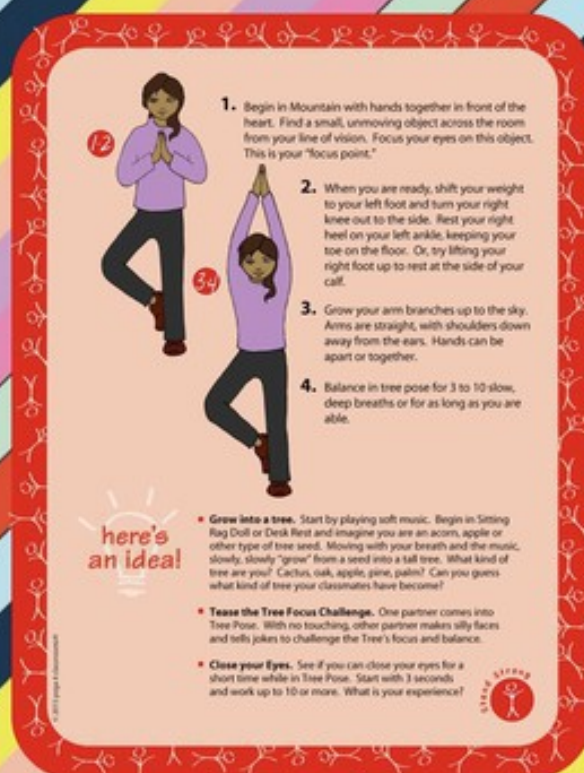 1-2
1. Begin in Mountain with hands together in front of the
heart. Find a small, unmoving object across the room
from your line of vision. Focus your eyes on this object.
This is your "focus point."
3-4
2. When you are ready, shift your weight
to your left foot and turn your right
knee out to the side. Rest your right
heel on your left ankle, keeping your
toe on the floor. Or, try lifting your
right foot up to rest at the side of your
calf.
3. Grow your arm branches up to the sky.
Arms are straight, with shoulders down
away from the ears. Hands can be
apart or together.
4. Balance in tree pose for 3 to 10 slow,
deep breaths or for as long as you are
able.
here's
an idea!
Grow into a tree. Start by playing soft music. Begin in Sitting
Rag Doll or Desk Rest and imagine you are an acorn, apple or
other type of tree seed. Moving with your breath and the music,
slowly, slowly "grow" from a seed into a tall tree. What kind of
tree are you? Cactus, oak, apple, pine, palm? Can you guess
what kind of tree your classmates have become?
Tease the Tree Focus Challenge. One partner comes into
Tree Pose. With no touching, other partner makes silly faces
and tells jokes to challenge the Tree's focus and balance.
Close your Eyes. See if you can close your eyes for a
short time while in Tree Pose. Start with 3 seconds
and work up to 10 or more. What is your experience?
Stand Strong